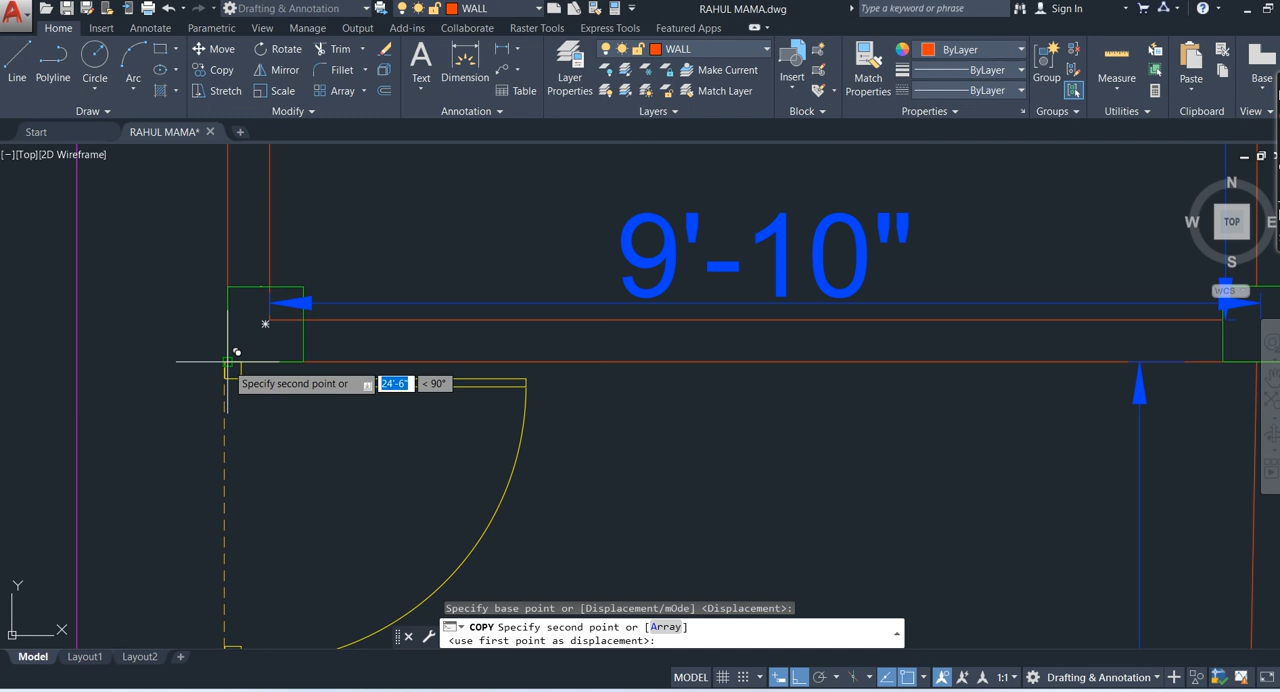 A
Drafting & Annotation
WALL
RAHUL MAMA.dwg
Type a keyword or phrase
Sign In
Home Insert Annotate Parametric View Manage Output Add-ins Collaborate Raster Tools Express Tools Featured Apps
Line
Polyline
Circle
Arc
Move
Rotate
Trim
Copy
Mirror
Fillet
Stretch
Scale
Array
Text
Dimension
Table
Layer
Properties
WALL
Make Current
Match Layer
Insert
Match
Properties
ByLayer
ByLayer
ByLayer
Group
Measure
Paste
Base
Draw
Modify
Annotation
Layers
Block
Properties
Groups
Utilities
Clipboard
View
Start
RAHUL MAMA*
[−][Top][2D Wireframe]
9'-10"
N
W
TOP
E
S
WCS
Specify second point or
24'-6"
< 90°
Y
X
Specify base point or [Displacement/mOde] <Displacement>:
COPY Specify second point or [Array]
<use first point as displacement>:
Model
Layout1
Layout2
MODEL
1:1
Drafting & Annotation